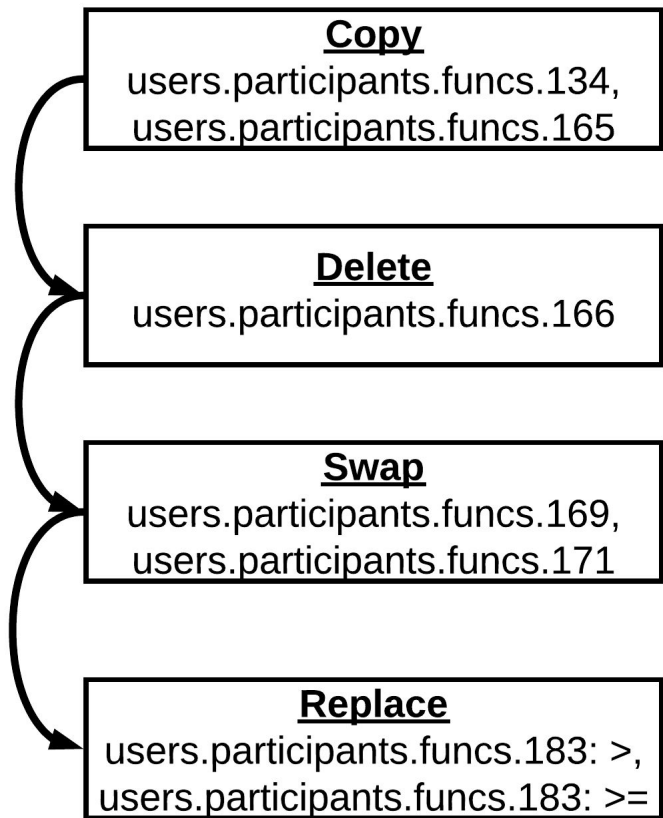 Copy
users.participants.funcs.134,
users.participants.funcs.165
Delete
users.participants.funcs.166
Swap
users.participants.funcs.169,
users.participants.funcs.171
Replace
users.participants.funcs.183: >,
users.participants.funcs.183: >=